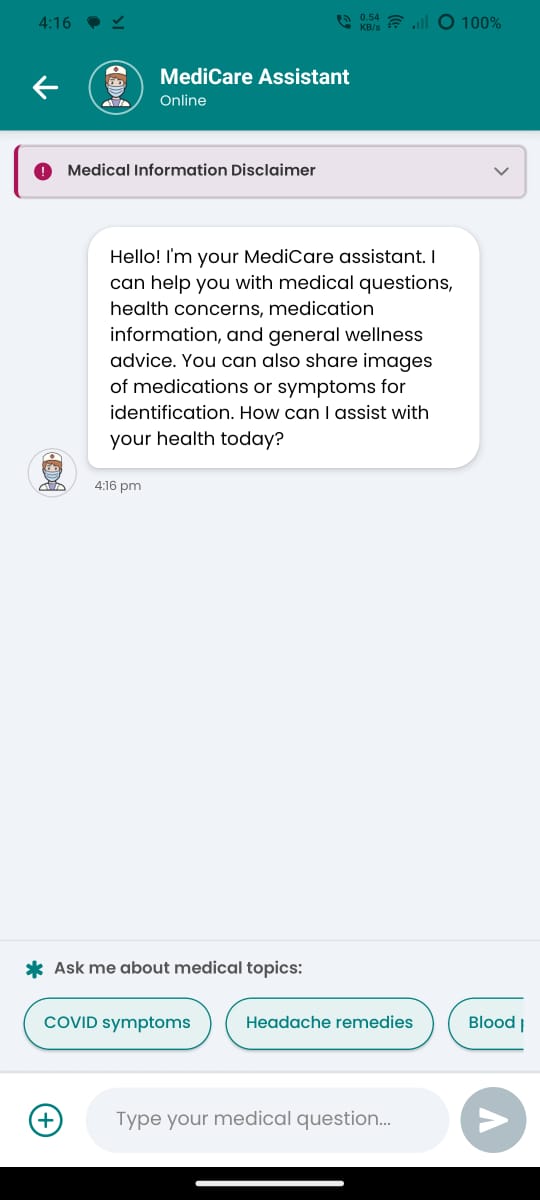 4:16
0.54
KB/s
100%
MediCare Assistant
Online
Medical Information Disclaimer
Hello! I'm your MediCare assistant. I
can help you with medical questions,
health concerns, medication
information, and general wellness
advice. You can also share images
of medications or symptoms for
identification. How can I assist with
your health today?
4:16 pm
Ask me about medical topics:
COVID symptoms
Headache remedies
Blood
Type your medical question...